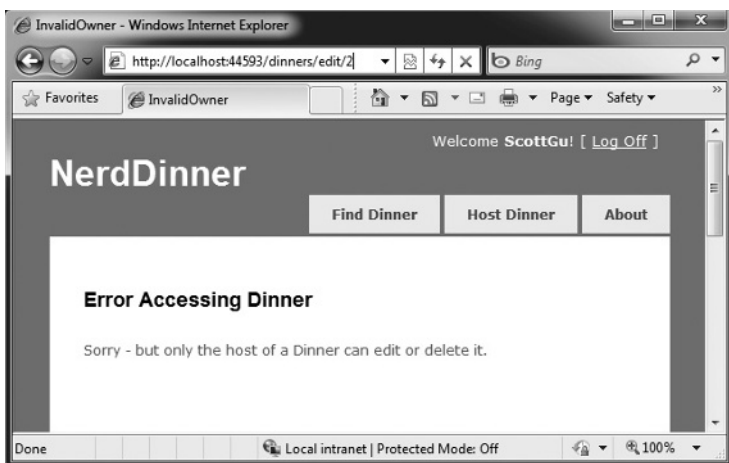 InvalidOwner - Windows Internet Explorer
http://localhost:44593/dinners/edit/2
Bing
Favorites
InvalidOwner
Page
Safety
Welcome ScottGu! [ Log Off ]
NerdDinner
Find Dinner
Host Dinner
About
Error Accessing Dinner
Sorry - but only the host of a Dinner can edit or delete it.
Done
Local intranet | Protected Mode: Off
100%